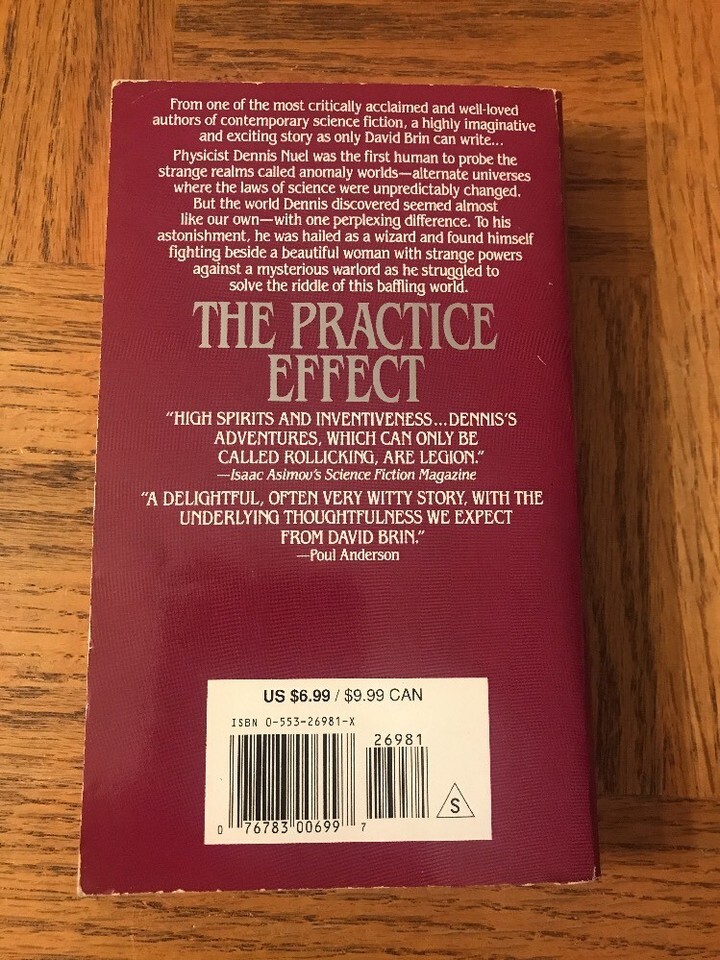 From one of the most critically acclaimed and well-loved
authors of contemporary science fiction, a highly imaginative
and exciting story as only David Brin can write...
Physicist Dennis Nuel was the first human to probe the
strange realms called anomaly worlds—alternate universes
where the laws of science were unpredictably changed.
But the world Dennis discovered seemed almost
like our own—with one perplexing difference. To his
astonishment, he was hailed as a wizard and found himself
fighting beside a beautiful woman with strange powers
against a mysterious warlord as he struggled to
solve the riddle of this baffling world.
THE PRACTICE
EFFECT
"HIGH SPIRITS AND INVENTIVENESS...DENNIS'S
ADVENTURES, WHICH CAN ONLY BE
CALLED ROLLICKING, ARE LEGION."
—Isaac Asimov's Science Fiction Magazine
"A DELIGHTFUL, OFTEN VERY WITTY STORY, WITH THE
UNDERLYING THOUGHTFULNESS WE EXPECT
FROM DAVID BRIN."
—Poul Anderson
US $6.99 / $9.99 CAN
ISBN 0-553-26981-X
26981
S
0 76783 00699 7